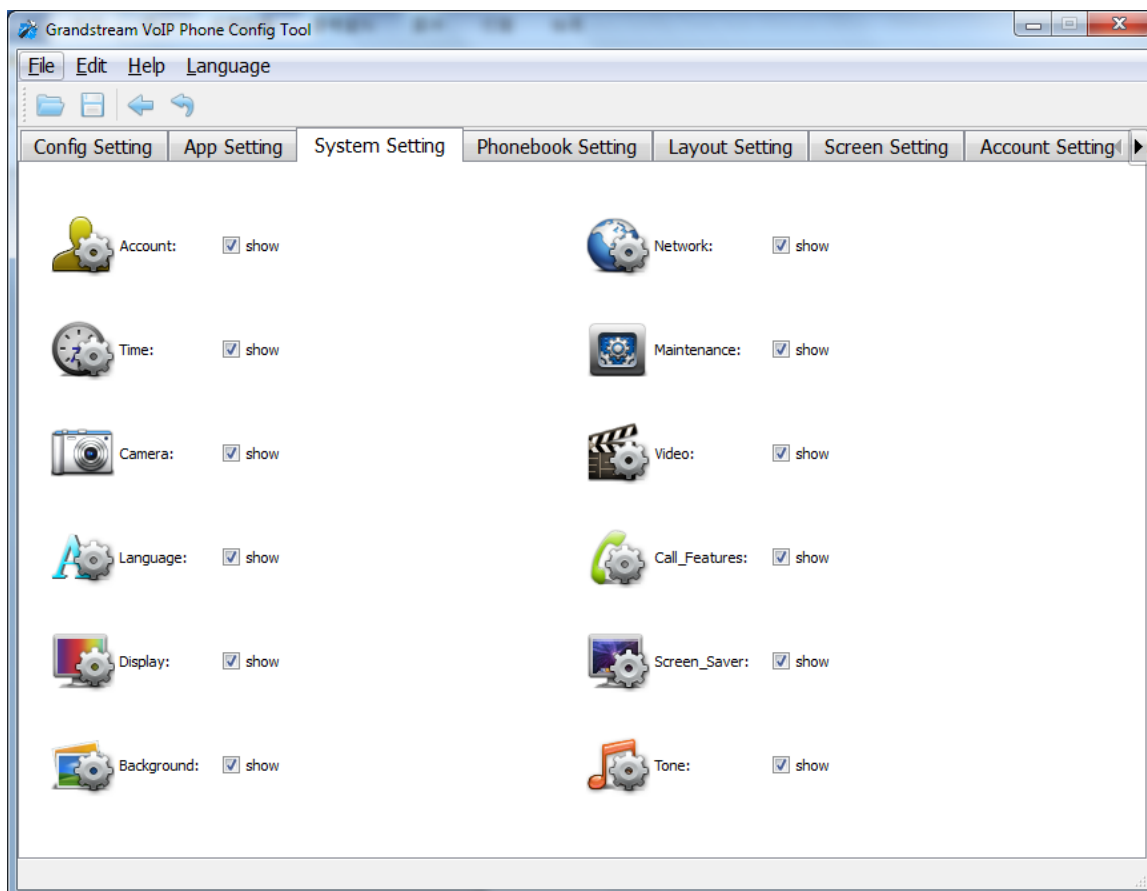 Grandstream VoIP Phone Config Tool
File Edit Help Language
Config Setting App Setting System Setting Phonebook Setting Layout Setting Screen Setting Account Setting
Account: show Network: show
Time: show Maintenance: show
Camera: show Video: show
Language: show Call_Features: show
Display: show Screen_Saver: show
Background: show Tone: show